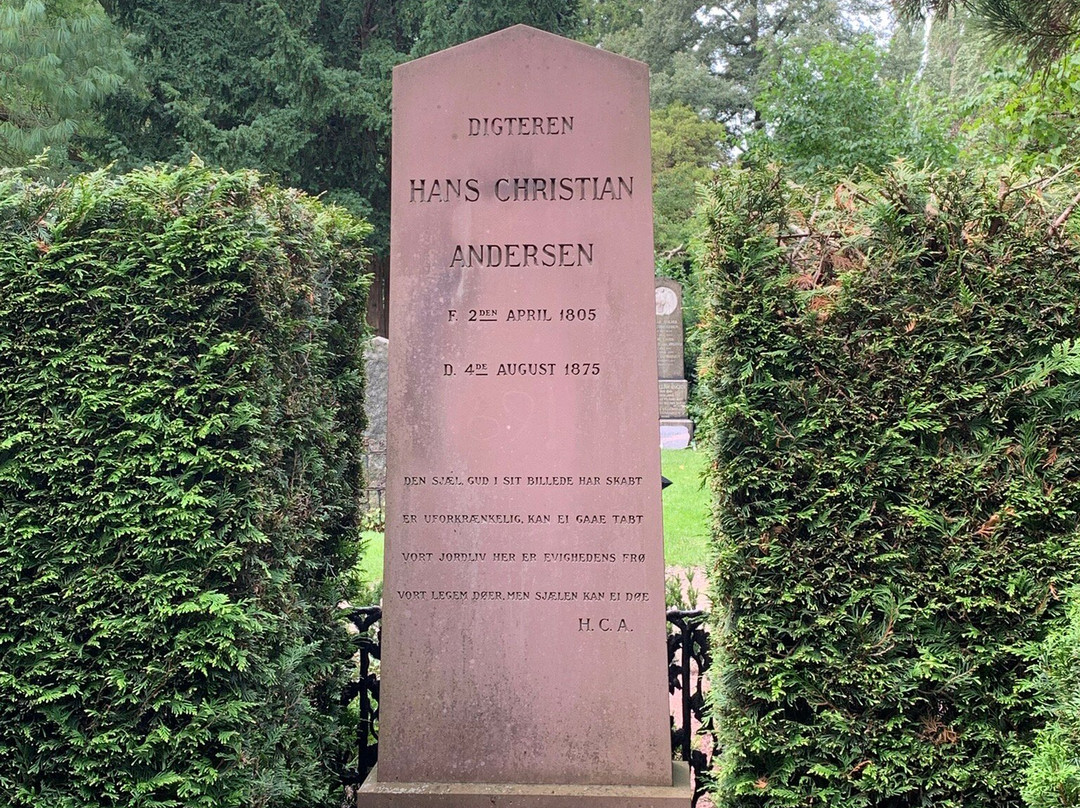 DIGTEREN
HANS CHRISTIAN
ANDERSEN
F. 2DEN APRIL 1805
D. 4DE AUGUST 1875
DEN SJÆL, GUD I SIT BILLEDE HAR SKABT
ER UFORKRÆNKELIG, KAN EI GAAE TABT
VORT JORDLIV HER ER EVIGHEDENS FRØ
VORT LEGEM DØER, MEN SJÆLEN KAN EI DØE
H. C. A.